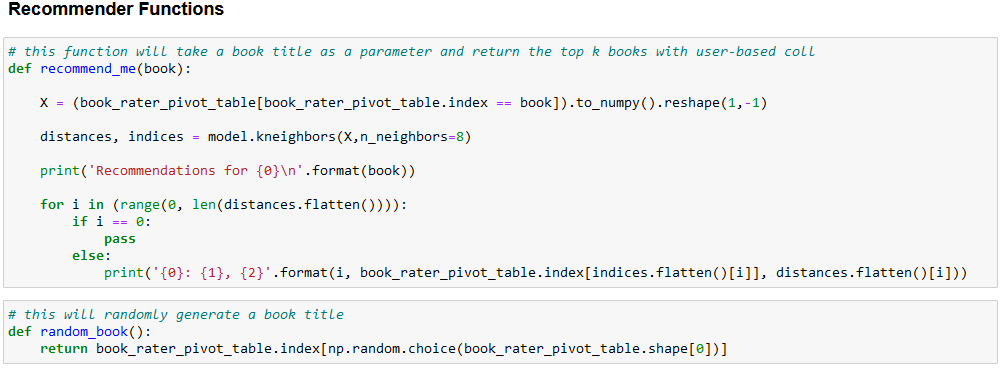 Recommender Functions
# this function will take a book title as a parameter and return the top k books with user-based coll
def recommend_me(book):
    X = (book_rater_pivot_table[book_rater_pivot_table.index == book]).to_numpy().reshape(1,-1)
    distances, indices = model.kneighbors(X,n_neighbors=8)
    print('Recommendations for {0}\n'.format(book))
    for i in (range(0, len(distances.flatten()))):
        if i == 0:
            pass
        else:
            print('{0}: {1}, {2}'.format(i, book_rater_pivot_table.index[indices.flatten()[i]], distances.flatten()[i]))
# this will randomly generate a book title
def random_book():
    return book_rater_pivot_table.index[np.random.choice(book_rater_pivot_table.shape[0])]